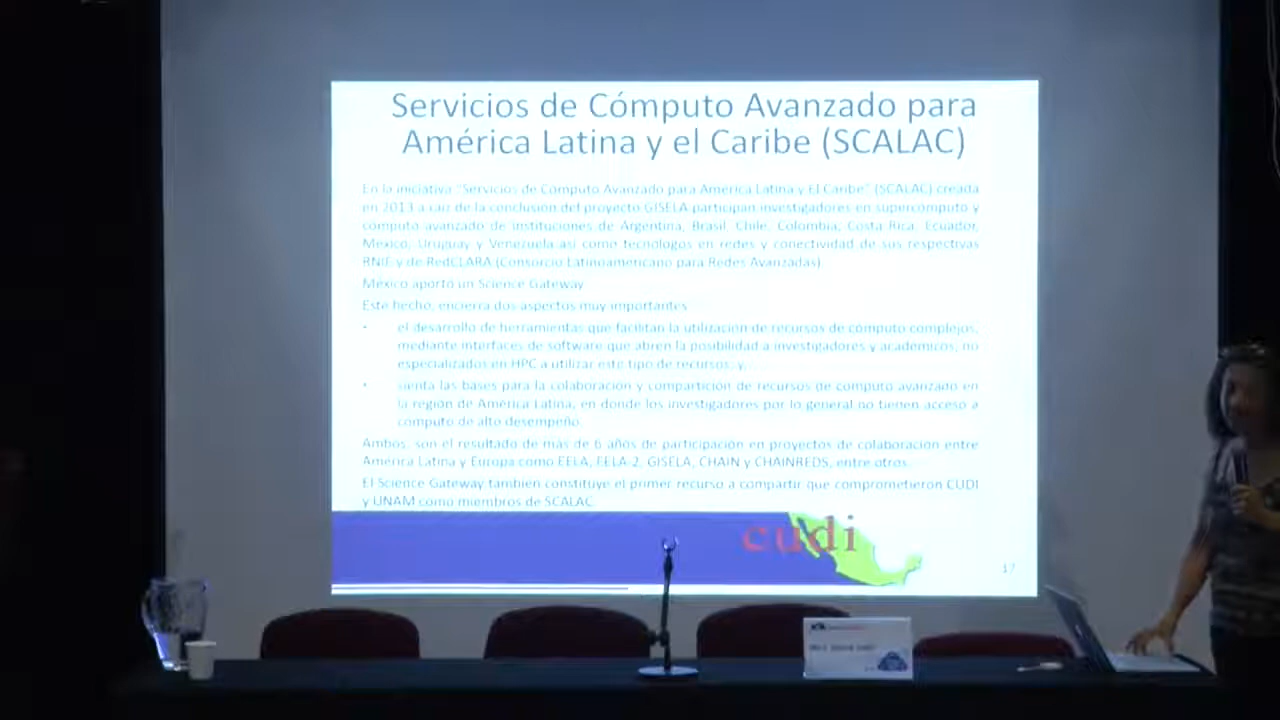 Servicios de Cómputo Avanzado para
América Latina y el Caribe (SCALAC)
En la iniciativa "Servicios de Cómputo Avanzado para América Latina y El Caribe" (SCALAC) creada
en 2013 a raíz de la conclusión del proyecto GISELA participan investigadores en supercómputo y
cómputo avanzado de instituciones de Argentina, Brasil, Chile, Colombia, Costa Rica, Ecuador,
México, Uruguay y Venezuela así como tecnólogos en redes y conectividad de sus respectivas
RNIE y de RedCLARA (Consorcio Latinoamericano para Redes Avanzadas).
México aportó un Science Gateway.
Este hecho, encierra dos aspectos muy importantes:
• el desarrollo de herramientas que facilitan la utilización de recursos de cómputo complejos,
mediante interfaces de software que abren la posibilidad a investigadores y académicos, no
especializados en HPC a utilizar este tipo de recursos; y,
• sienta las bases para la colaboración y compartición de recursos de cómputo avanzado en
la región de América Latina, en donde los investigadores por lo general no tienen acceso a
cómputo de alto desempeño.
Ambos, son el resultado de más de 6 años de participación en proyectos de colaboración entre
América Latina y Europa como EELA, EELA-2, GISELA, CHAIN y CHAINREDS, entre otros.
El Science Gateway también constituye el primer recurso a compartir que comprometieron CUDI
y UNAM como miembros de SCALAC.
cudi
17